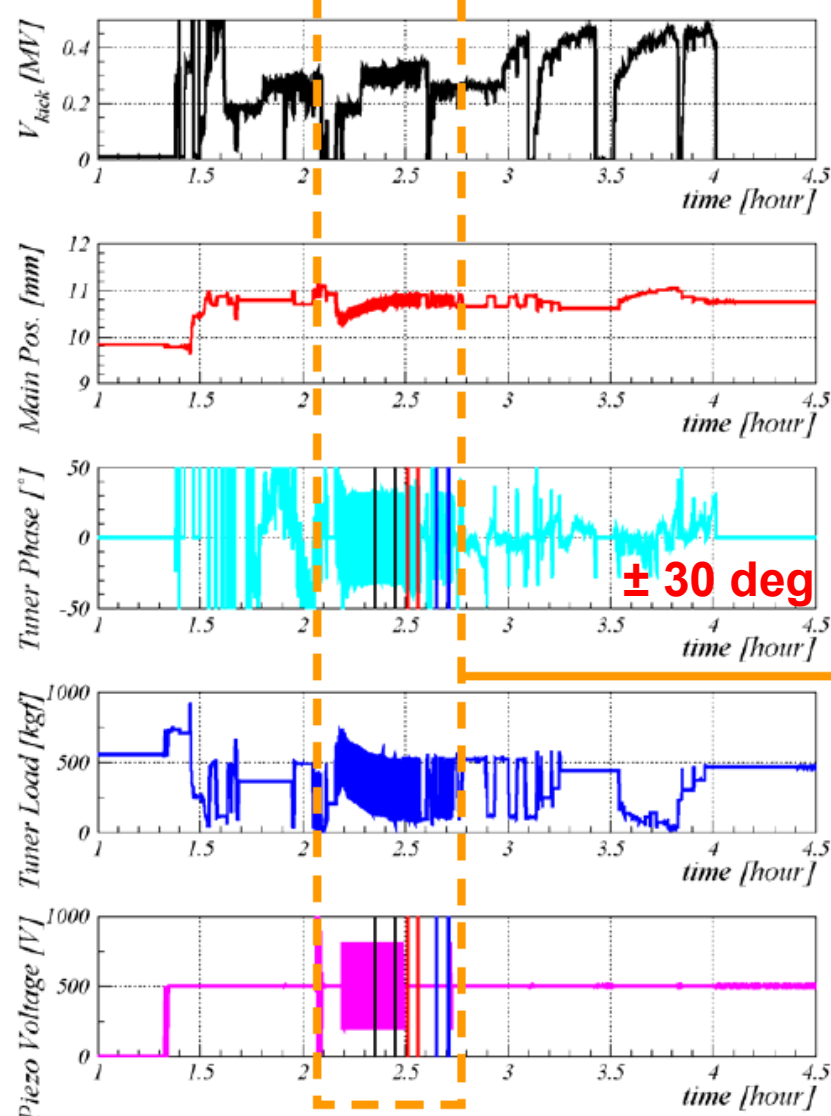 V_kick [MV]
0.4
0.2
0
1 1.5 2 2.5 3 3.5 4 4.5
time [hour]
Main Pos. [mm]
12
11
10
9
1 1.5 2 2.5 3 3.5 4 4.5
time [hour]
Tuner Phase [°]
50
0
-50
± 30 deg
1 1.5 2 2.5 3 3.5 4 4.5
time [hour]
Tuner Load [kgf]
1000
500
0
1 1.5 2 2.5 3 3.5 4 4.5
time [hour]
Piezo Voltage [V]
1000
500
0
1 1.5 2 2.5 3 3.5 4 4.5
time [hour]